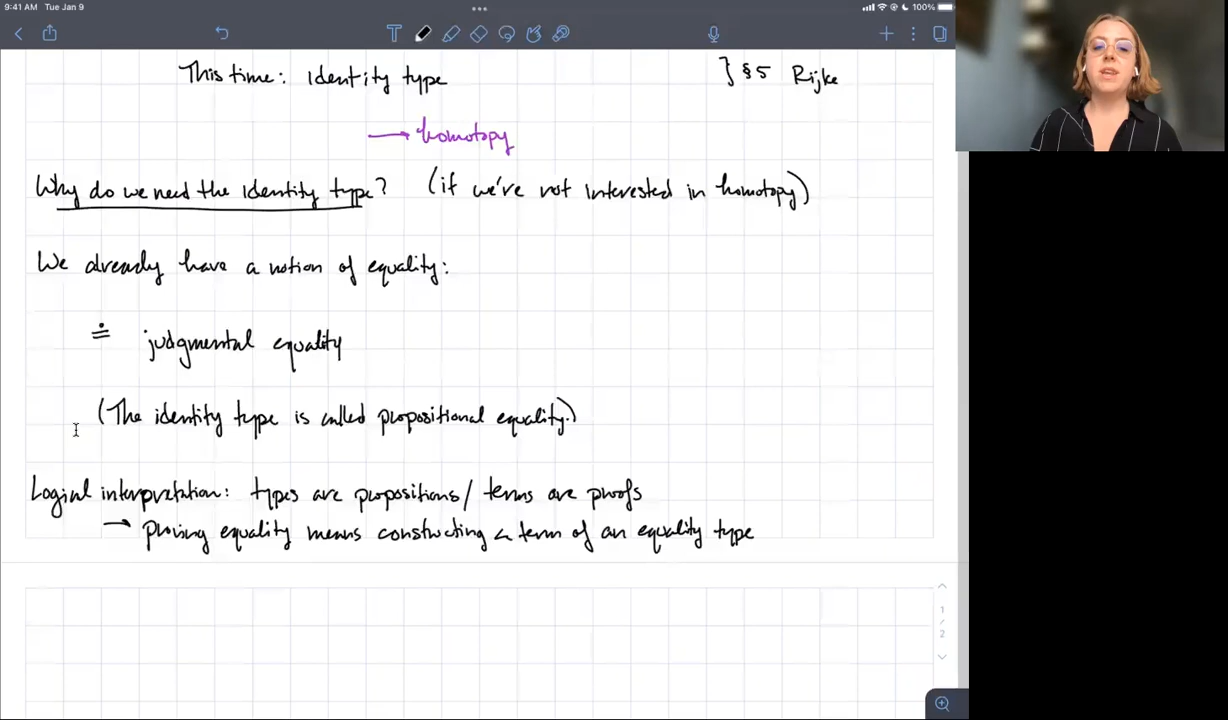 9:41 AM Tue Jan 9
100%
This time: Identity type } §5 Rijke
→ homotopy
Why do we need the identity type? (if we're not interested in homotopy)
We already have a notion of equality:
≐ judgmental equality
(The identity type is called propositional equality.)
Logical interpretation: types are propositions/ terms are proofs
→ proving equality means constructing a term of an equality type
1
/
2